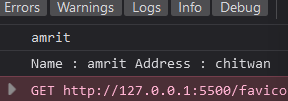 Errors Warnings Logs Info Debug
amrit
Name : amrit Address : chitwan
GET http://127.0.0.1:5500/favico